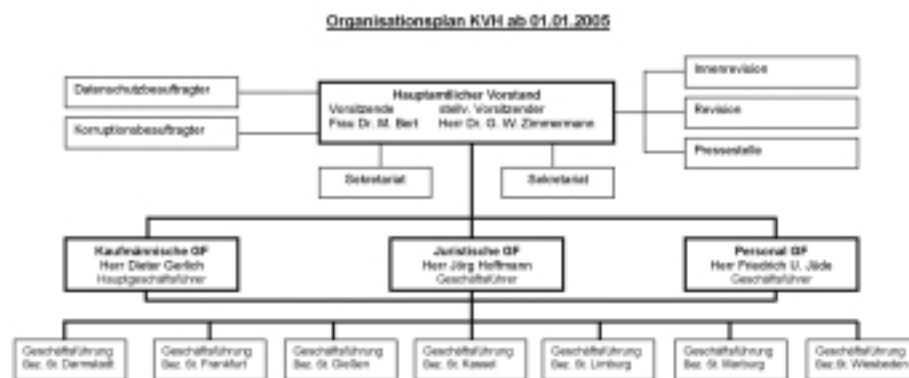 Organisationsplan KVH ab 01.01.2005
Datenschutzbeauftragter
Korruptionsbeauftragter
Hauptamtlicher Vorstand
Vorsitzende stellv. Vorsitzender
Frau Dr. M. Bert Herr Dr. G. W. Zimmermann
Innenrevision
Revision
Pressestelle
Sekretariat
Sekretariat
Kaufmännische GF
Herr Dieter Gerlich
Hauptgeschäftsführer
Juristische GF
Herr Jörg Hoffmann
Geschäftsführer
Personal GF
Herr Friedrich U. Jüde
Geschäftsführer
Geschäftsführung
Bez. St. Darmstadt
Geschäftsführung
Bez. St. Frankfurt
Geschäftsführung
Bez. St. Gießen
Geschäftsführung
Bez. St. Kassel
Geschäftsführung
Bez. St. Limburg
Geschäftsführung
Bez. St. Marburg
Geschäftsführung
Bez. St. Wiesbaden